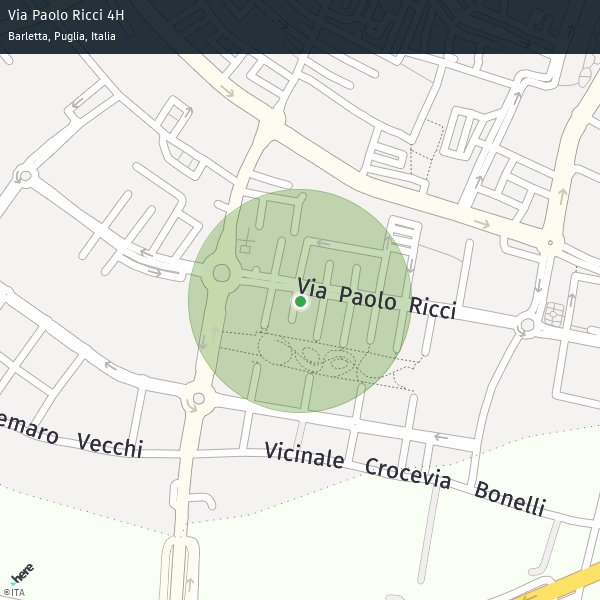 Via Paolo Ricci 4H
Barletta, Puglia, Italia
Via Paolo Ricci
emaro Vecchi
Vicinale Crocevia Bonelli
here
©ITA